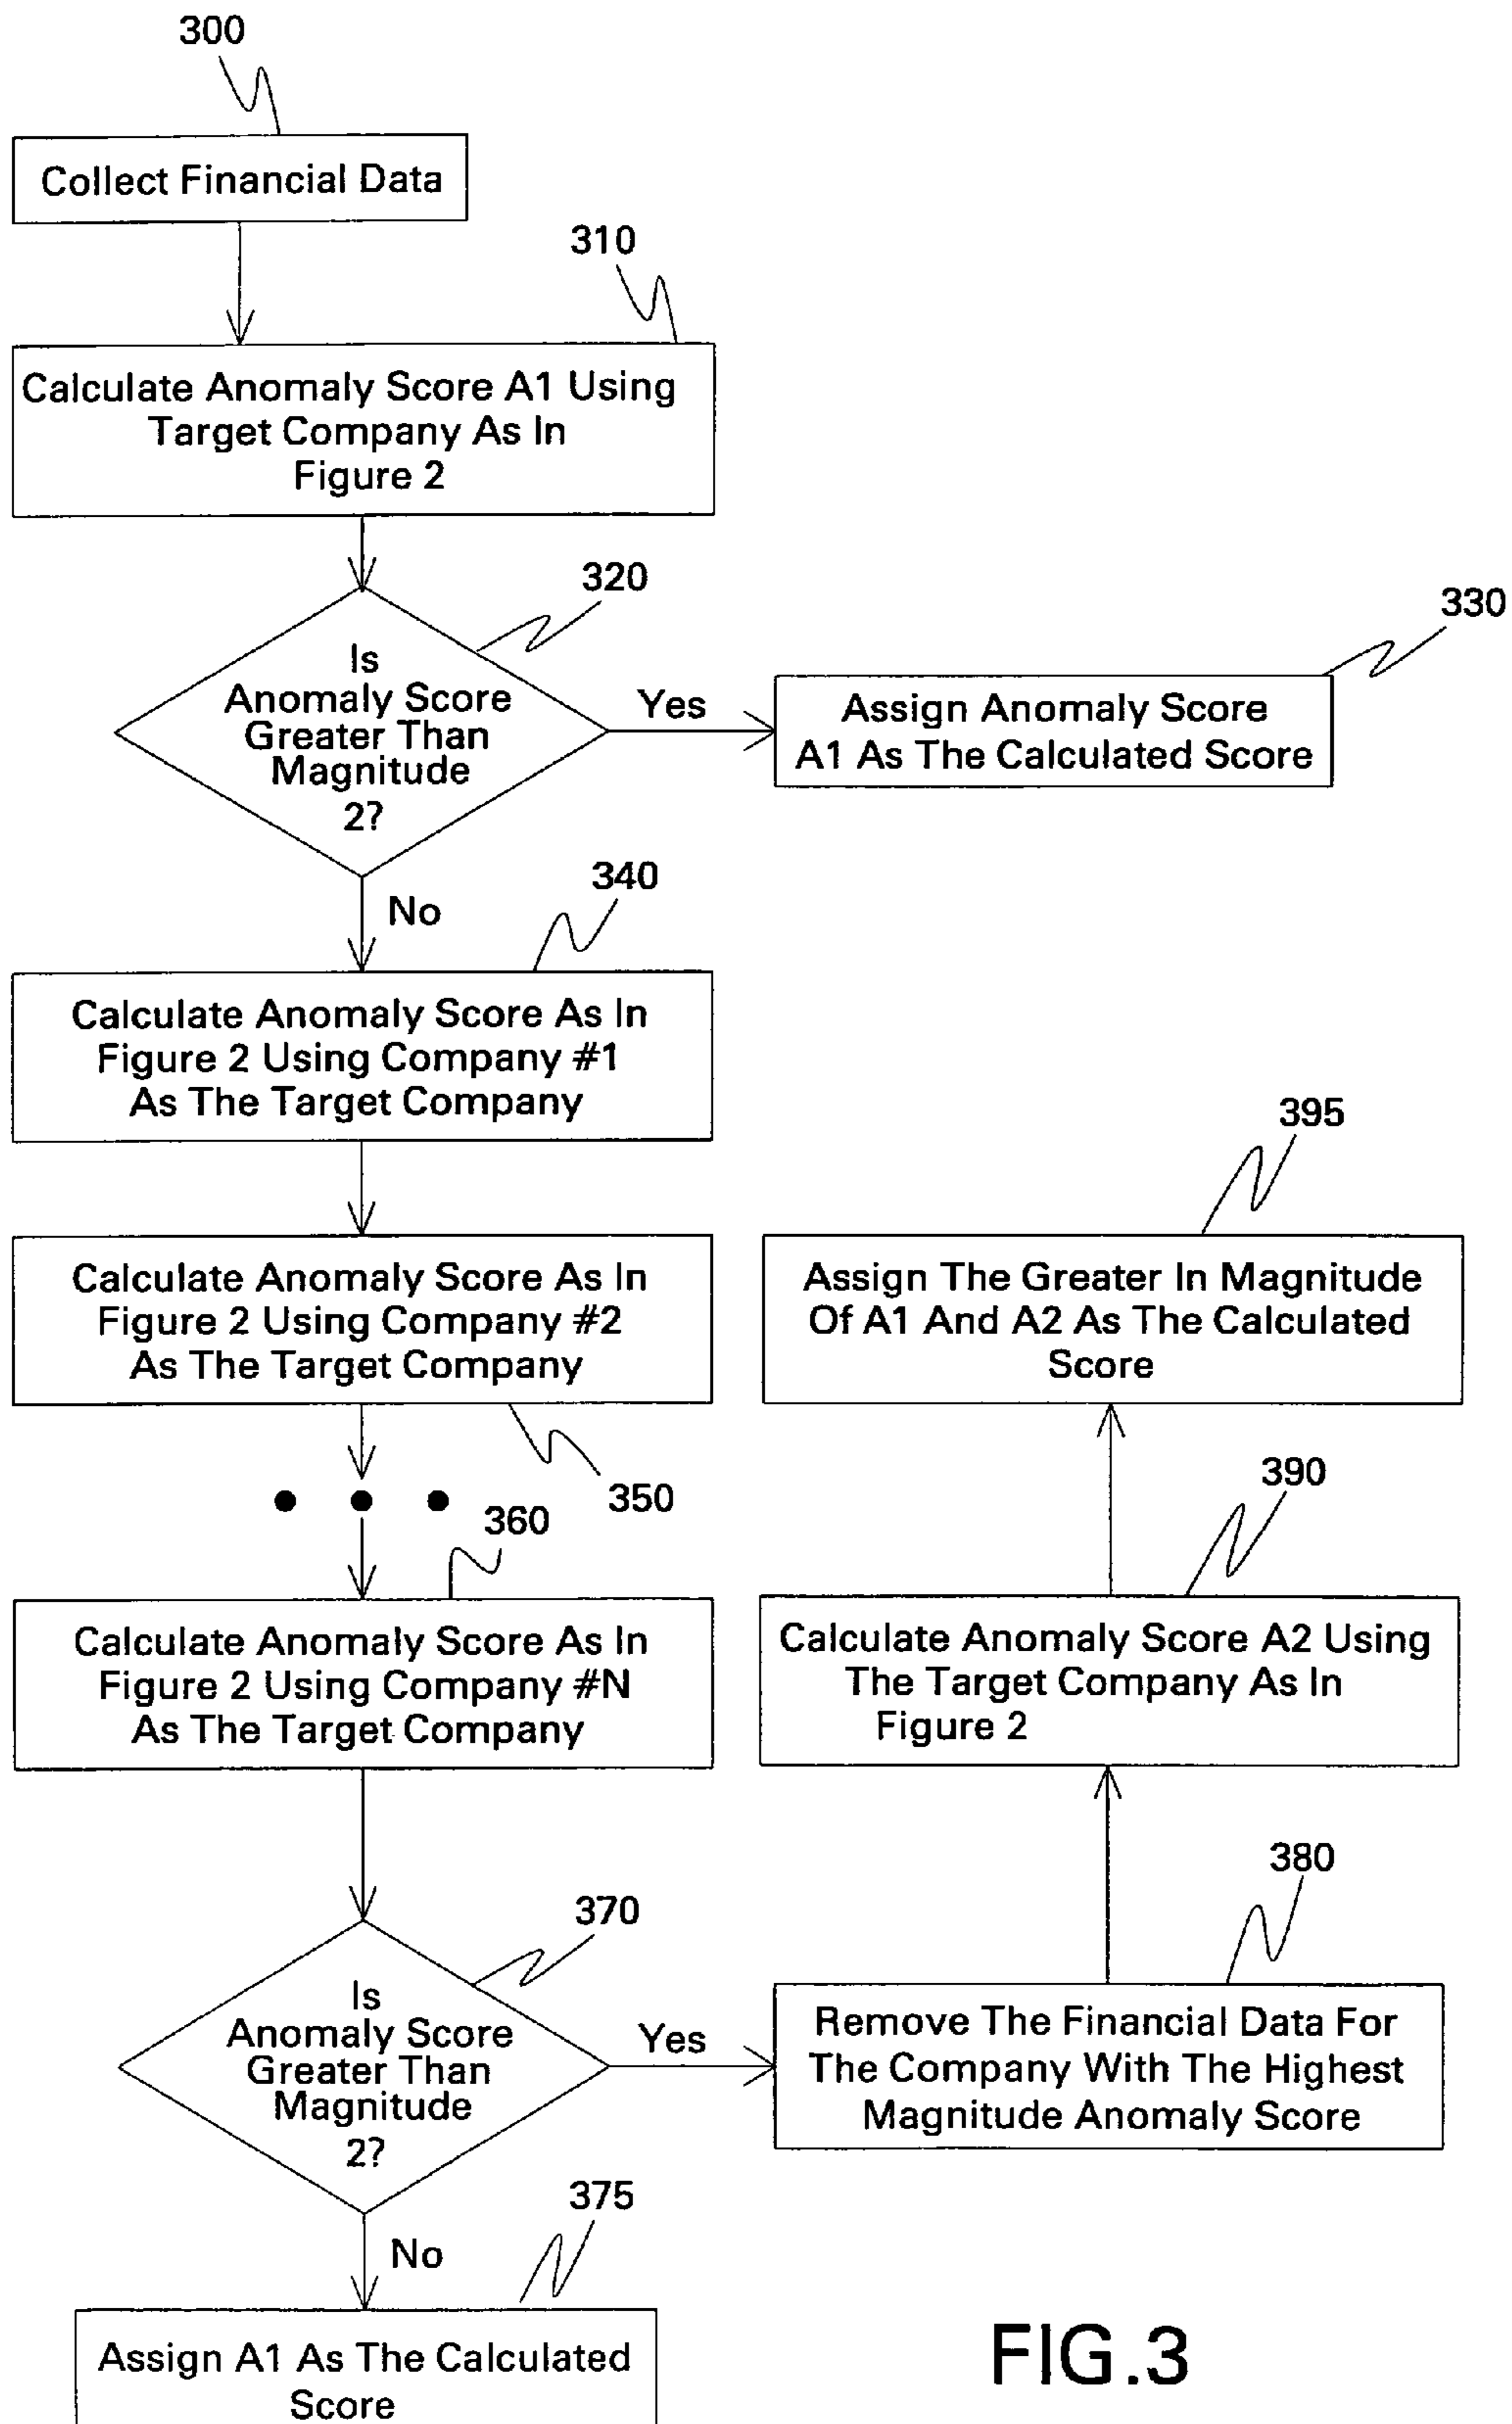 300
Collect Financial Data
310
Calculate Anomaly Score A1 Using
Target Company As In
Figure 2
320
Is
Anomaly Score
Greater Than
Magnitude
2?
Yes
330
Assign Anomaly Score
A1 As The Calculated Score
No
340
Calculate Anomaly Score As In
Figure 2 Using Company #1
As The Target Company
Calculate Anomaly Score As In
Figure 2 Using Company #2
As The Target Company
350
• • •
360
Calculate Anomaly Score As In
Figure 2 Using Company #N
As The Target Company
370
Is
Anomaly Score
Greater Than
Magnitude
2?
Yes
No
375
Assign A1 As The Calculated
Score
380
Remove The Financial Data For
The Company With The Highest
Magnitude Anomaly Score
390
Calculate Anomaly Score A2 Using
The Target Company As In
Figure 2
395
Assign The Greater In Magnitude
Of A1 And A2 As The Calculated
Score
FIG.3